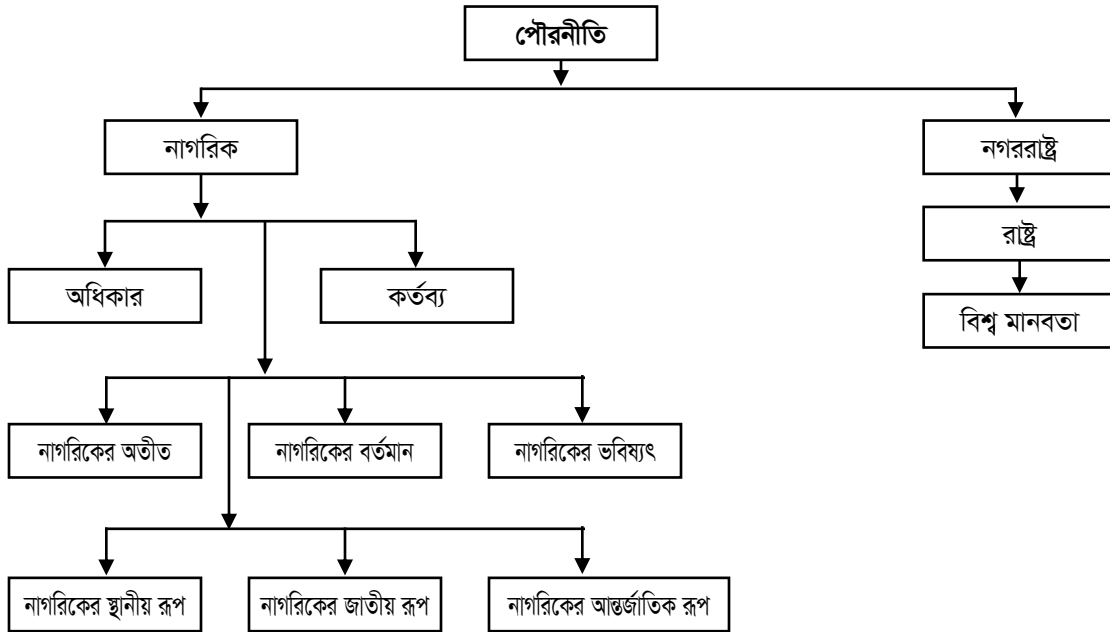 পৌরনীতি
নাগরিক
নগররাষ্ট্র
রাষ্ট্র
অধিকার
কর্তব্য
বিশ্ব মানবতা
নাগরিকের অতীত
নাগরিকের বর্তমান
নাগরিকের ভবিষ্যৎ
নাগরিকের স্থানীয় রূপ
নাগরিকের জাতীয় রূপ
নাগরিকের আন্তর্জাতিক রূপ